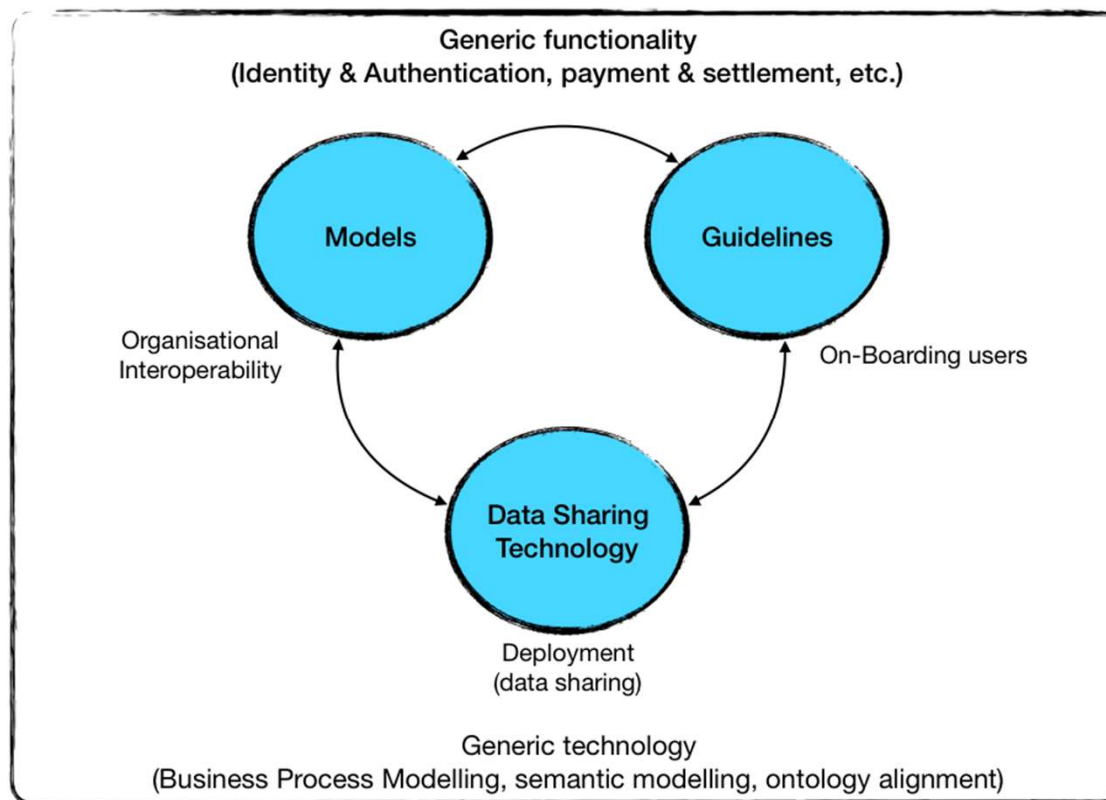 Generic functionality
(Identity & Authentication, payment & settlement, etc.)
Models
Guidelines
Organisational
Interoperability
On-Boarding users
Data Sharing
Technology
Deployment
(data sharing)
Generic technology
(Business Process Modelling, semantic modelling, ontology alignment)